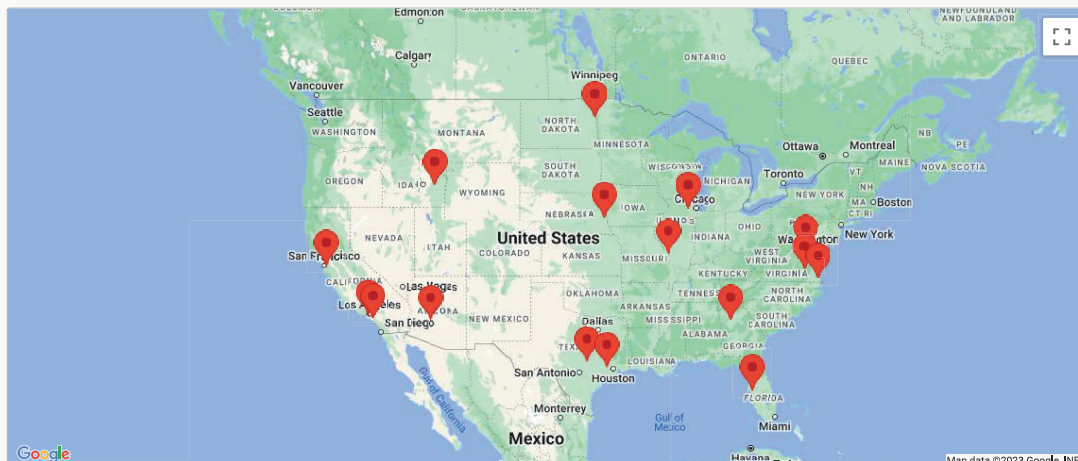 COLUMBIA
Edmonton
SASKATCHEWAN
NEWFOUNDLAND
AND LABRADOR
Calgary
ONTARIO
QUEBEC
Vancouver
Winnipeg
Seattle
WASHINGTON
MONTANA
NORTH
DAKOTA
MINNESOTA
Ottawa
Montreal
NB
PE
MAINE
NOVA SCOTIA
OREGON
IDAHO
SOUTH
DAKOTA
WISCONSIN
MICHIGAN
Toronto
VT
NH
WYOMING
NEW YORK
MA
Boston
CT RI
Chicago
IOWA
NEBRASKA
ILLINOIS
INDIANA
OHIO
New York
NEVADA
UTAH
COLORADO
United States
KANSAS
MISSOURI
Washington
WEST
VIRGINIA
VIRGINIA
KENTUCKY
San Francisco
CALIFORNIA
Las Vegas
Los Angeles
San Diego
ARIZONA
NEW MEXICO
OKLAHOMA
ARKANSAS
TENNESSEE
NORTH
CAROLINA
SOUTH
CAROLINA
MISSISSIPPI
ALABAMA
GEORGIA
Dallas
TEXAS
LOUISIANA
San Antonio
Houston
FLORIDA
Gulf of
California
Monterrey
Gulf of
Mexico
Miami
Mexico
Havana
Google
Map data ©2023 Google, INE